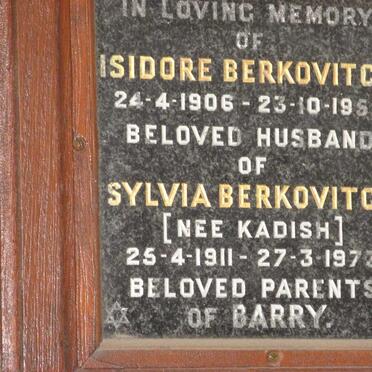 IN LOVING MEMORY
OF
ISIDORE BERKOVITC
24-4-1906 - 23-10-195
BELOVED HUSBAND
OF
SYLVIA BERKOVITC
[NEE KADISH]
25-4-1911 - 27-3-197
BELOVED PARENTS
OF BARRY.